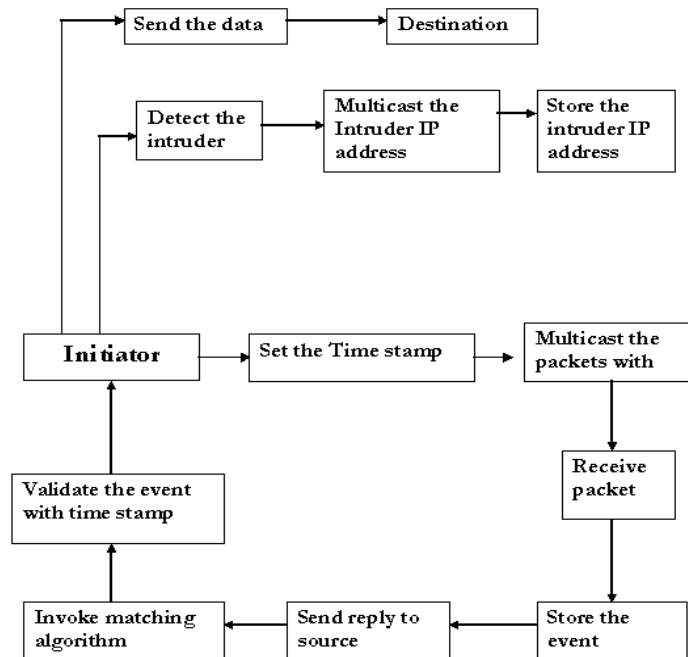 Send the data
Destination
Detect the
intruder
Multicast the
Intruder IP
address
Store the
intruder IP
address
Initiator
Set the Time stamp
Multicast the
packets with
Receive
packet
Validate the event
with time stamp
Invoke matching
algorithm
Send reply to
source
Store the
event